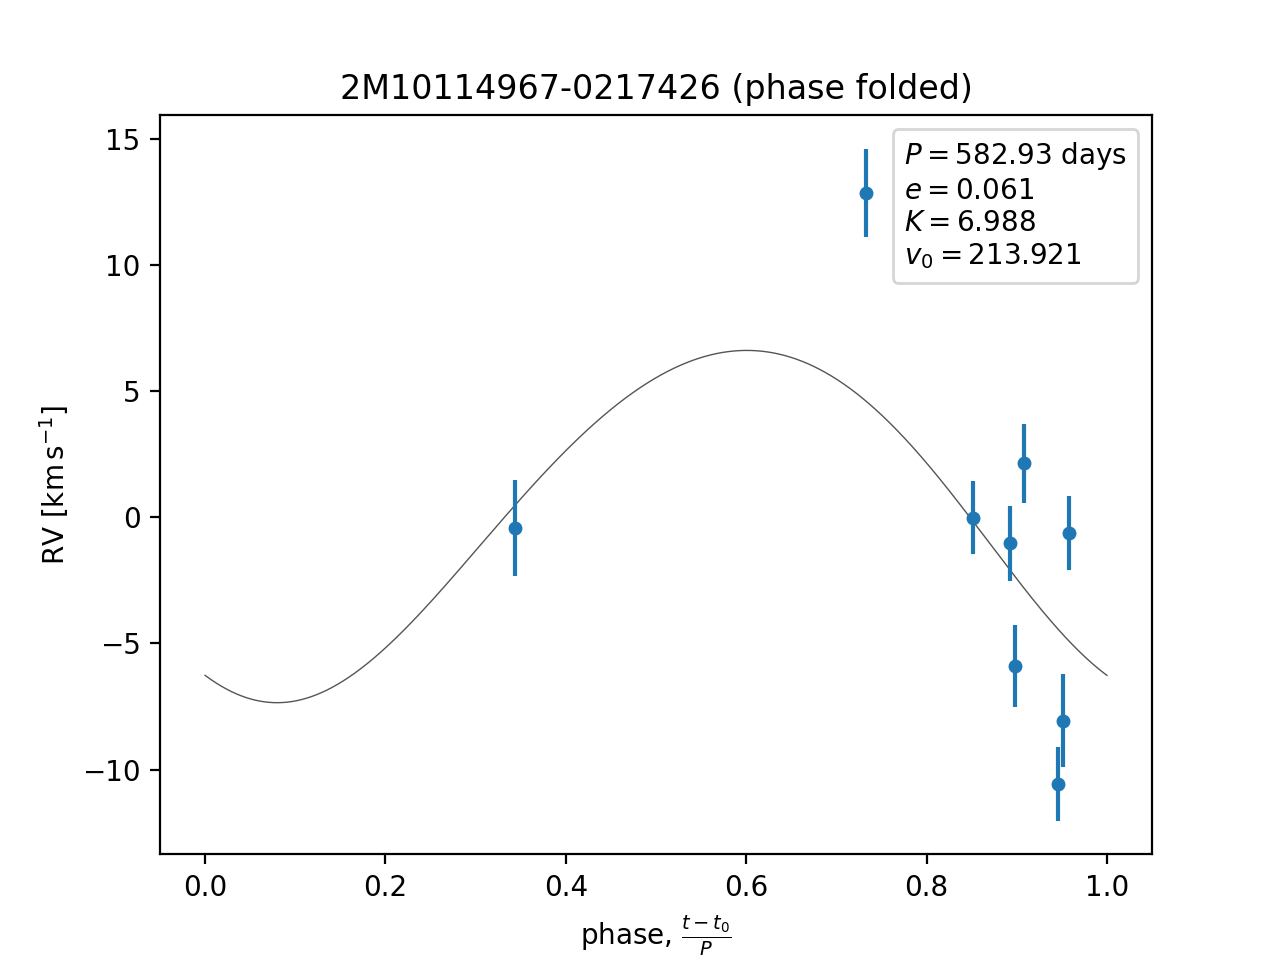 2M10114967-0217426 (phase folded)
P = 582.93 days
e = 0.061
K = 6.988
v₀ = 213.921
15
10
5
0
−5
−10
RV [km s⁻¹]
0.0 0.2 0.4 0.6 0.8 1.0
phase, (t − t₀)/P